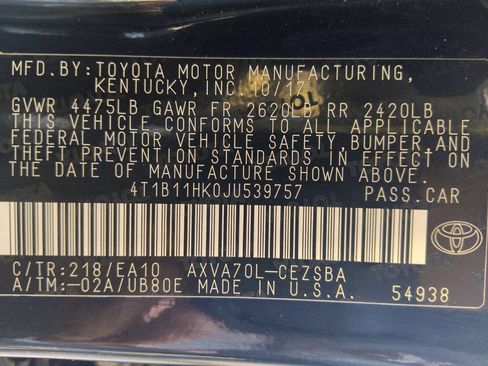 MFD.BY:TOYOTA MOTOR MANUFACTURING,
KENTUCKY,INC.10/17
GVWR 4475LB GAWR FR 2620LB RR 2420LB
THIS VEHICLE CONFORMS TO ALL APPLICABLE
FEDERAL MOTOR VEHICLE SAFETY,BUMPER,AND
THEFT PREVENTION STANDARDS IN EFFECT ON
THE DATE OF MANUFACTURE SHOWN ABOVE.
4T1B11HK0JU539757 PASS.CAR
C/TR:218/EA10 AXVA70L-CEZSBA
A/TM:-02A/UB80E MADE IN U.S.A. 54938